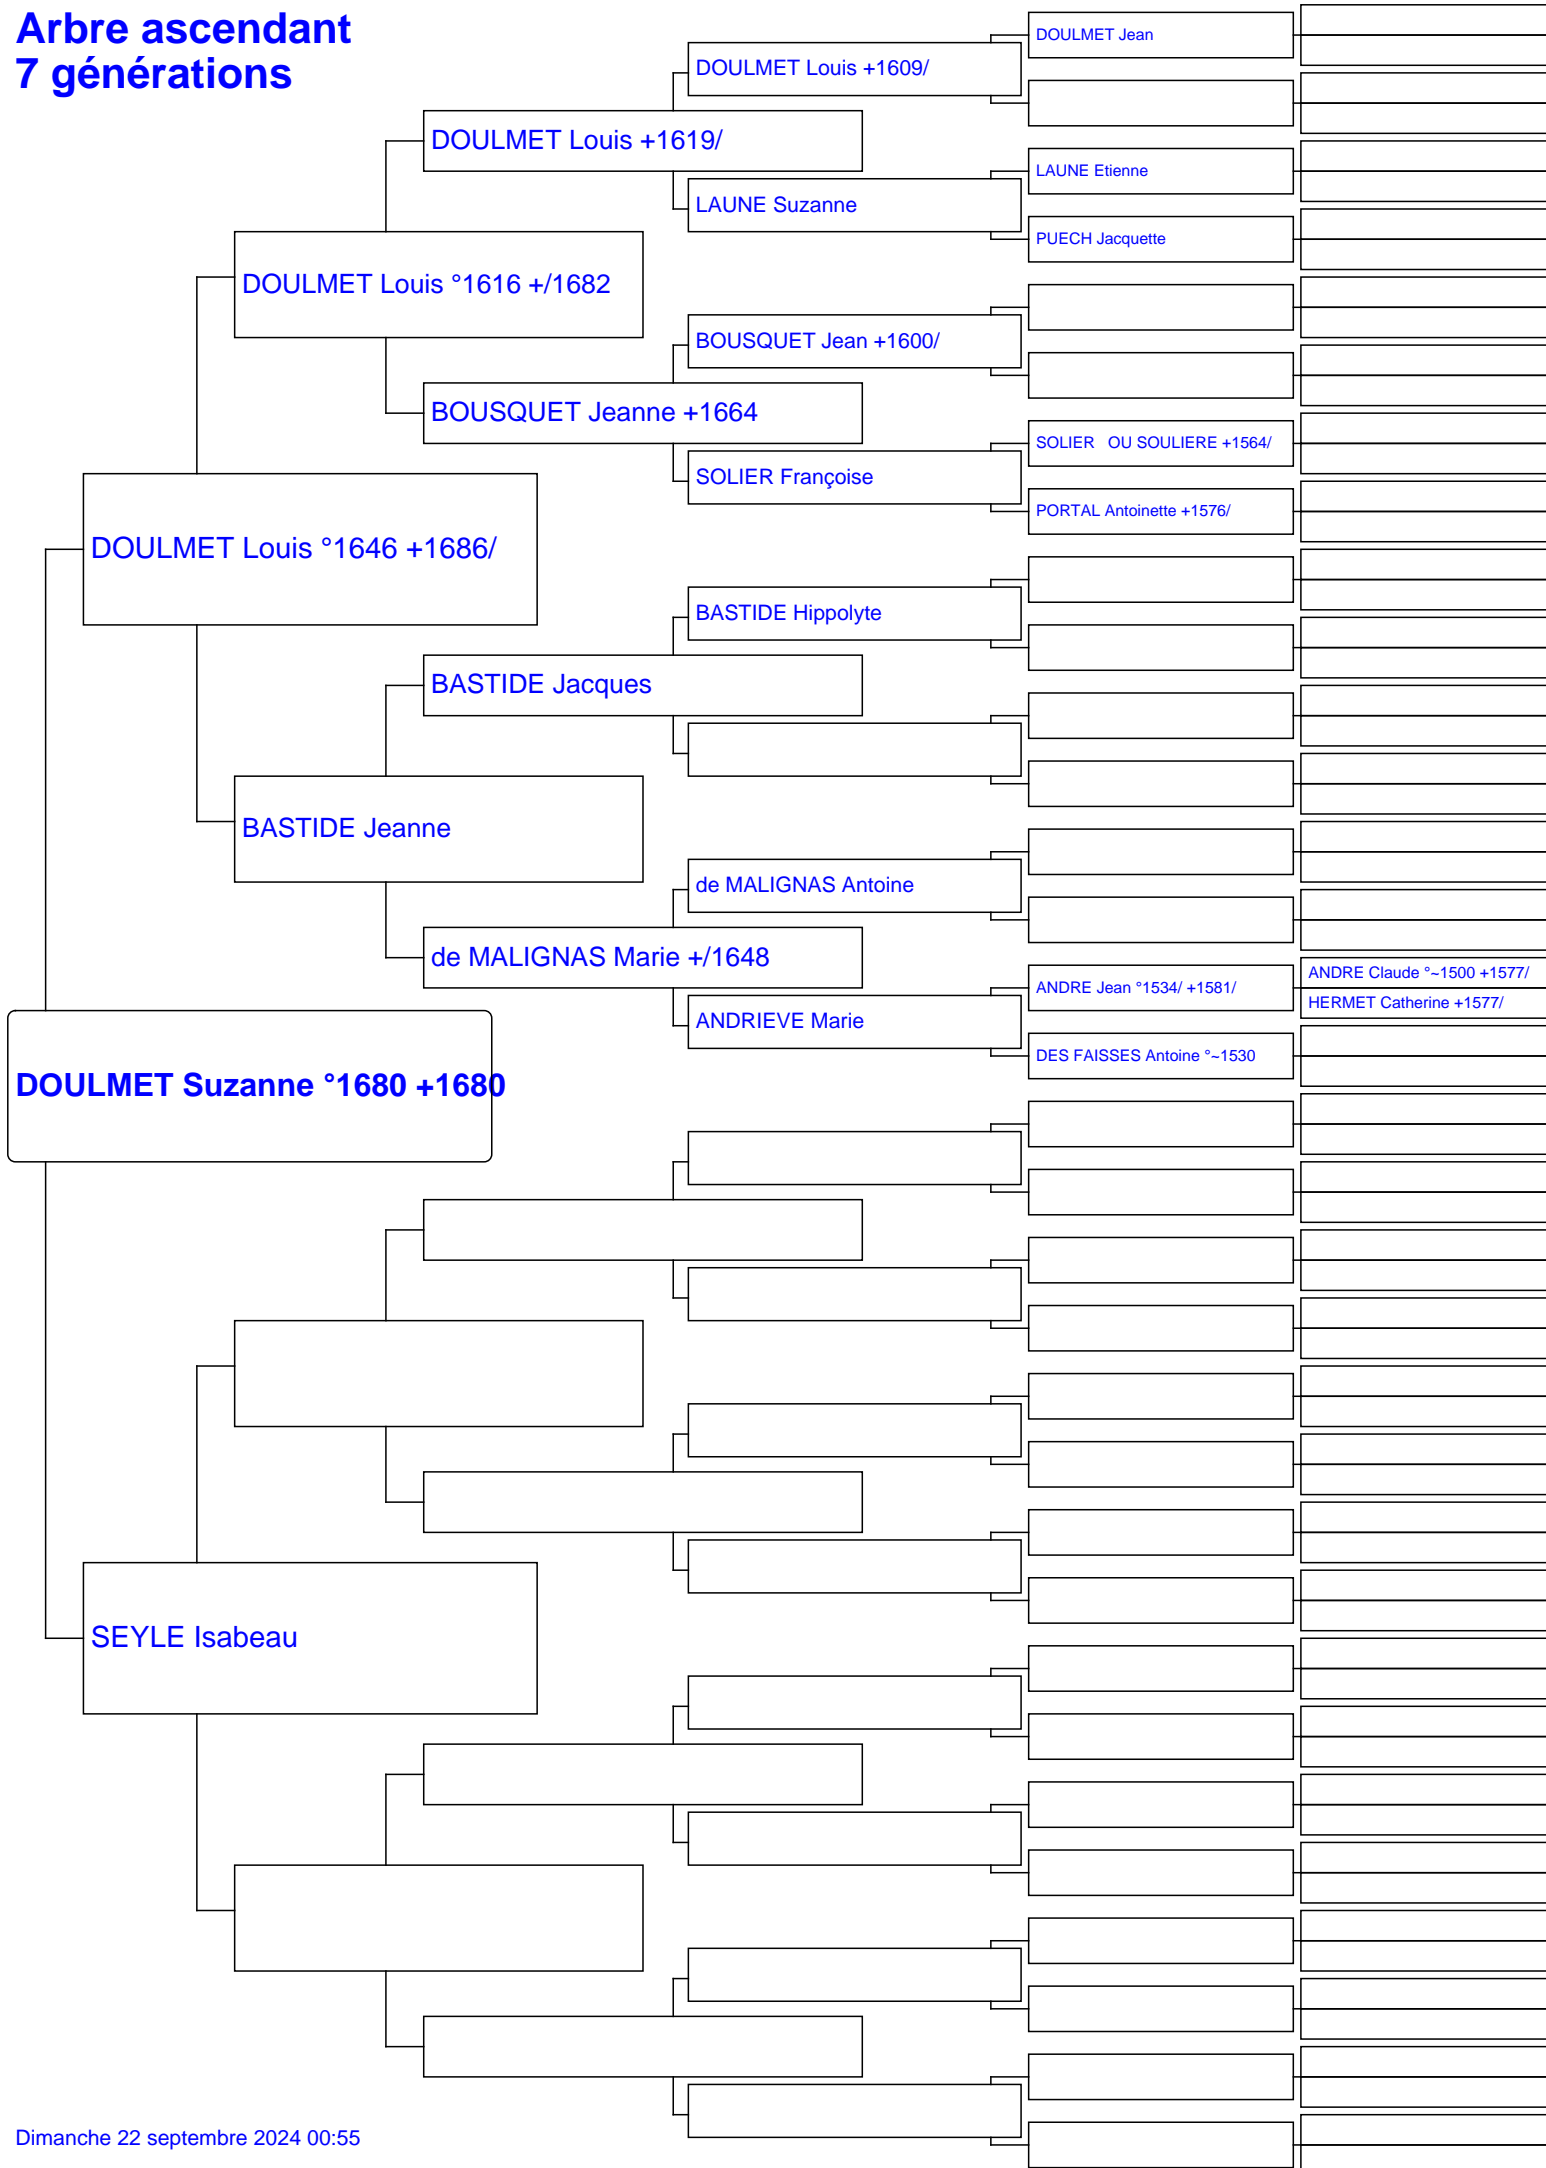 Arbre ascendant
7 générations
DOULMET Jean
DOULMET Louis +1609/
DOULMET Louis +1619/
LAUNE Etienne
LAUNE Suzanne
PUECH Jacquette
DOULMET Louis °1616 +/1682
BOUSQUET Jean +1600/
BOUSQUET Jeanne +1664
SOLIER OU SOULIERE +1564/
SOLIER Françoise
PORTAL Antoinette +1576/
DOULMET Louis °1646 +1686/
BASTIDE Hippolyte
BASTIDE Jacques
BASTIDE Jeanne
de MALIGNAS Antoine
de MALIGNAS Marie +/1648
ANDRE Claude °~1500 +1577/
ANDRE Jean °1534/ +1581/
HERMET Catherine +1577/
ANDRIEVE Marie
DES FAISSES Antoine °~1530
DOULMET Suzanne °1680 +1680
SEYLE Isabeau
Dimanche 22 septembre 2024 00:55